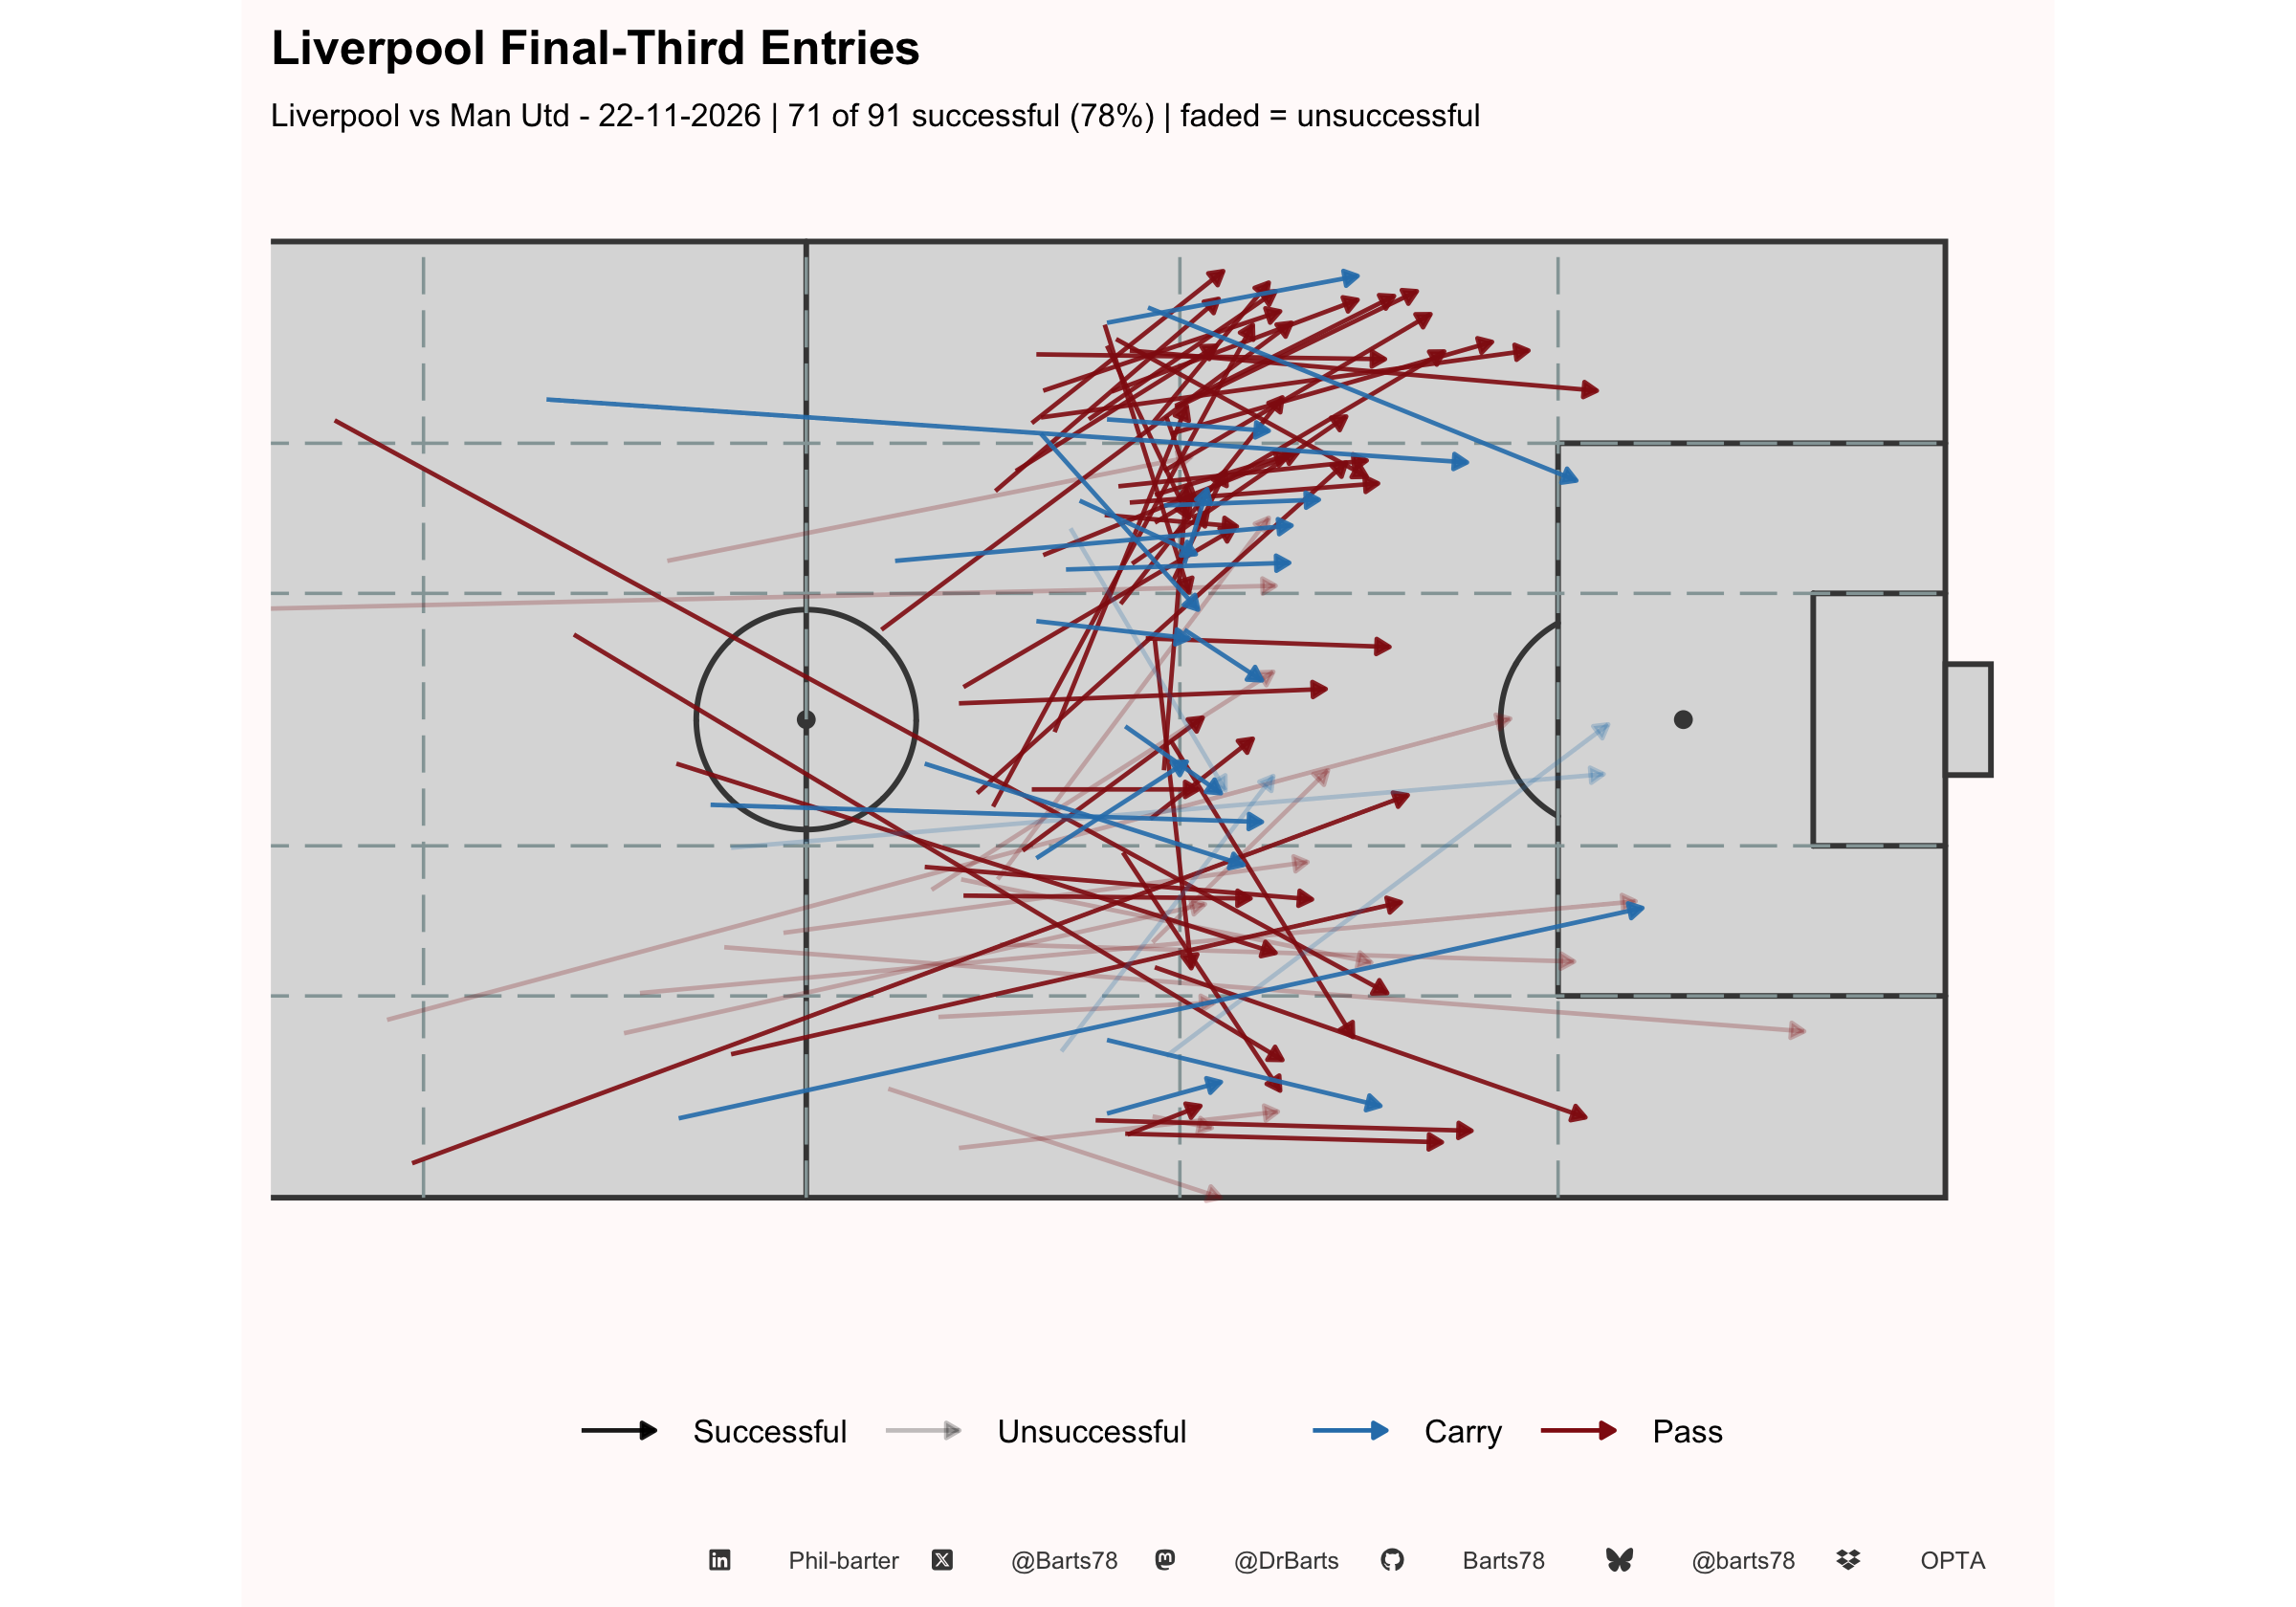 Liverpool Final-Third Entries
Liverpool vs Man Utd - 22-11-2026 | 71 of 91 successful (78%) | faded = unsuccessful
Successful Unsuccessful Carry Pass
Phil-barter @Barts78 @DrBarts Barts78 @barts78 OPTA